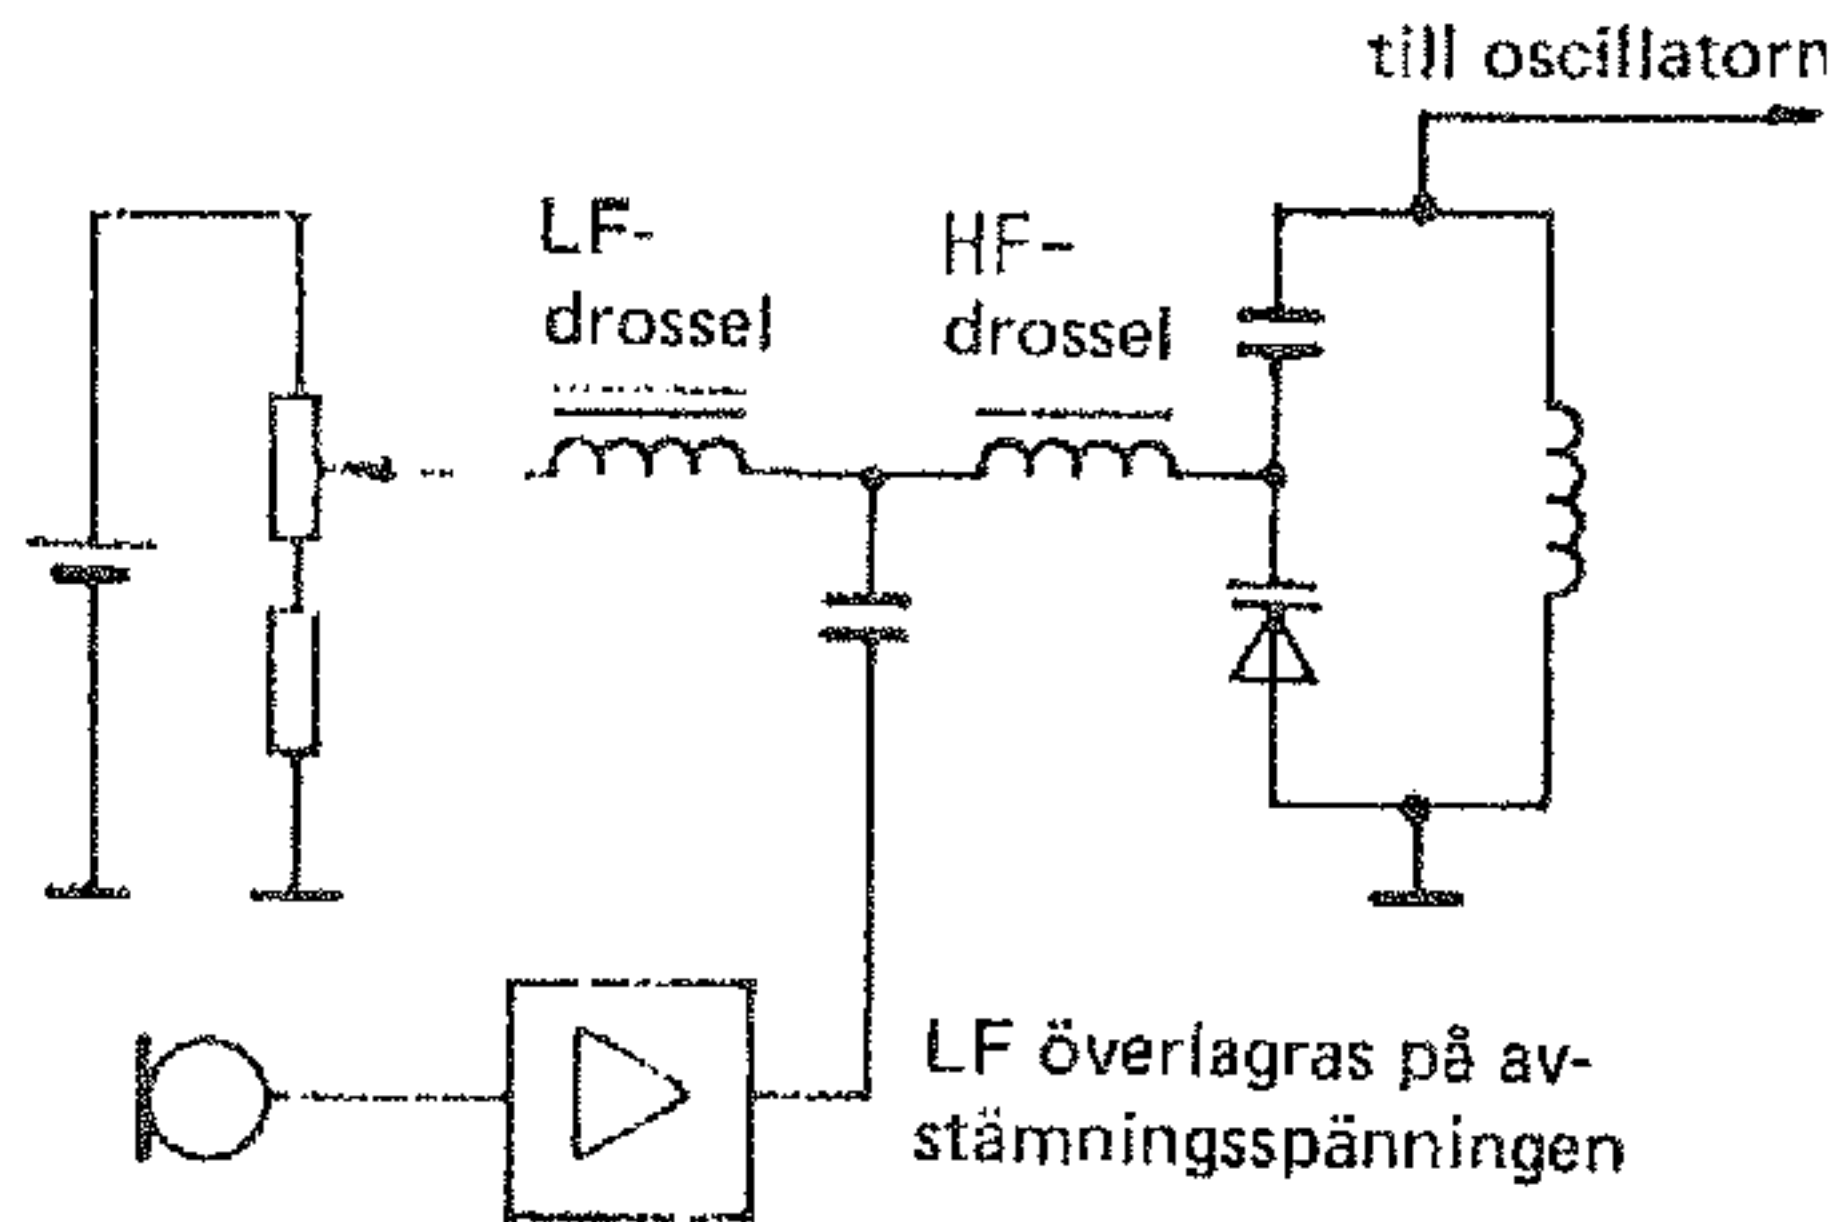 till oscillatorn
LF-
drossel
HF-
drossel
LF överlagras på av-
stämningsspänningen